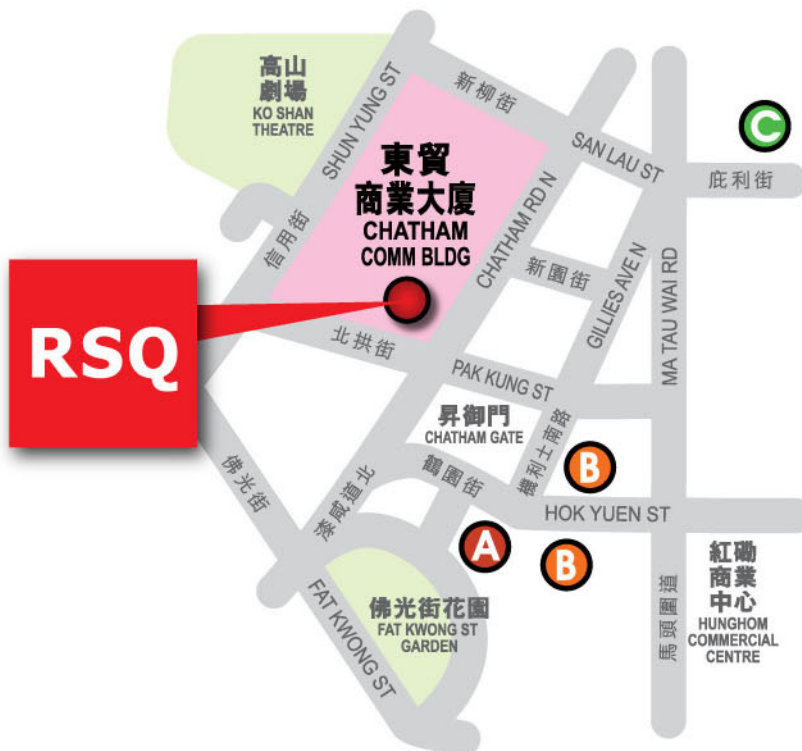 高山
劇場
KO SHAN
THEATRE
SHUN YUNG ST
新柳街
C
SAN LAU ST
庇利街
東貿
商業大廈
CHATHAM
COMM BLDG
CHATHAM RD N
信用街
新圍街
GILLIES AVE N
MA TAU WAI RD
RSQ
北拱街
PAK KUNG ST
昇御門
CHATHAM GATE
機利士南路
B
佛光街
漆咸道北
鶴園街
HOK YUEN ST
A
B
紅磡
商業
中心
HUNGHOM
COMMERCIAL
CENTRE
馬頭圍道
佛光街花園
FAT KWONG ST
GARDEN
FAT KWONG ST